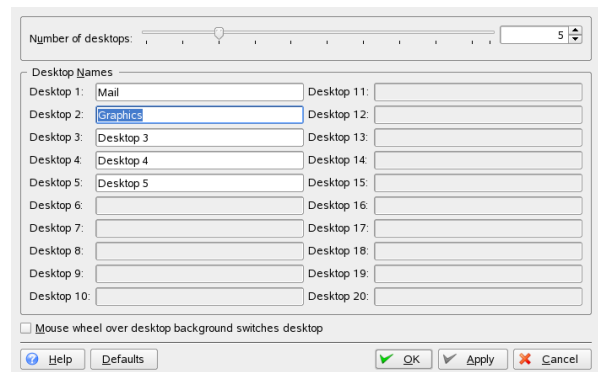 Number of desktops: 5
Desktop Names
Desktop 1: Mail Desktop 11:
Desktop 2: Graphics Desktop 12:
Desktop 3: Desktop 3 Desktop 13:
Desktop 4: Desktop 4 Desktop 14:
Desktop 5: Desktop 5 Desktop 15:
Desktop 6: Desktop 16:
Desktop 7: Desktop 17:
Desktop 8: Desktop 18:
Desktop 9: Desktop 19:
Desktop 10: Desktop 20:
Mouse wheel over desktop background switches desktop
Help Defaults OK Apply Cancel